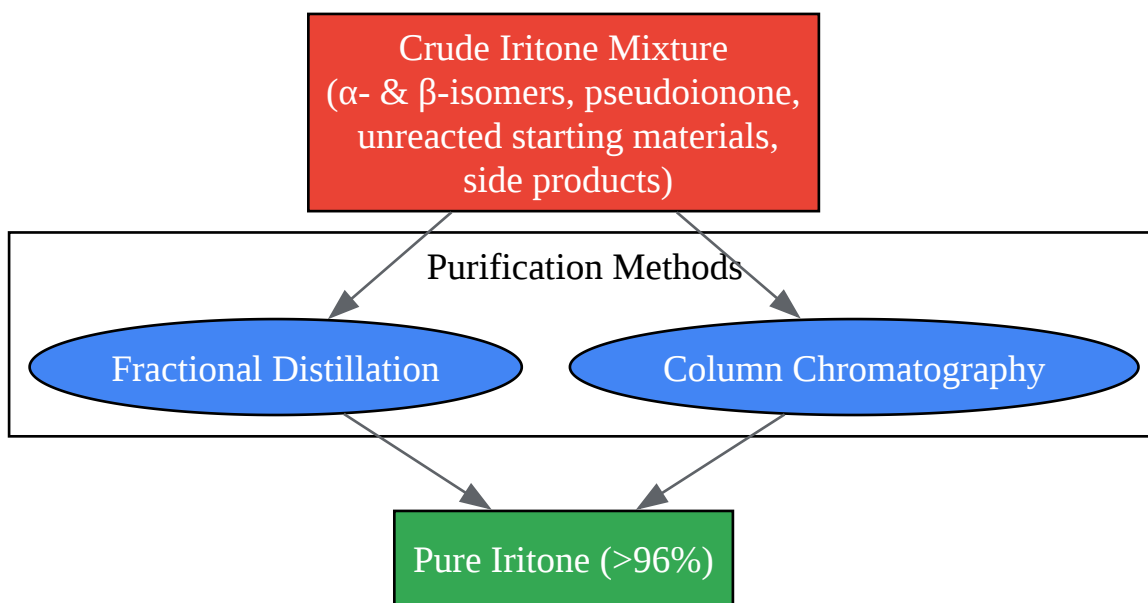 Crude Iritone Mixture
(α- & β-isomers, pseudoionone,
unreacted starting materials,
side products)
Purification Methods
Fractional Distillation
Column Chromatography
Pure Iritone (>96%)